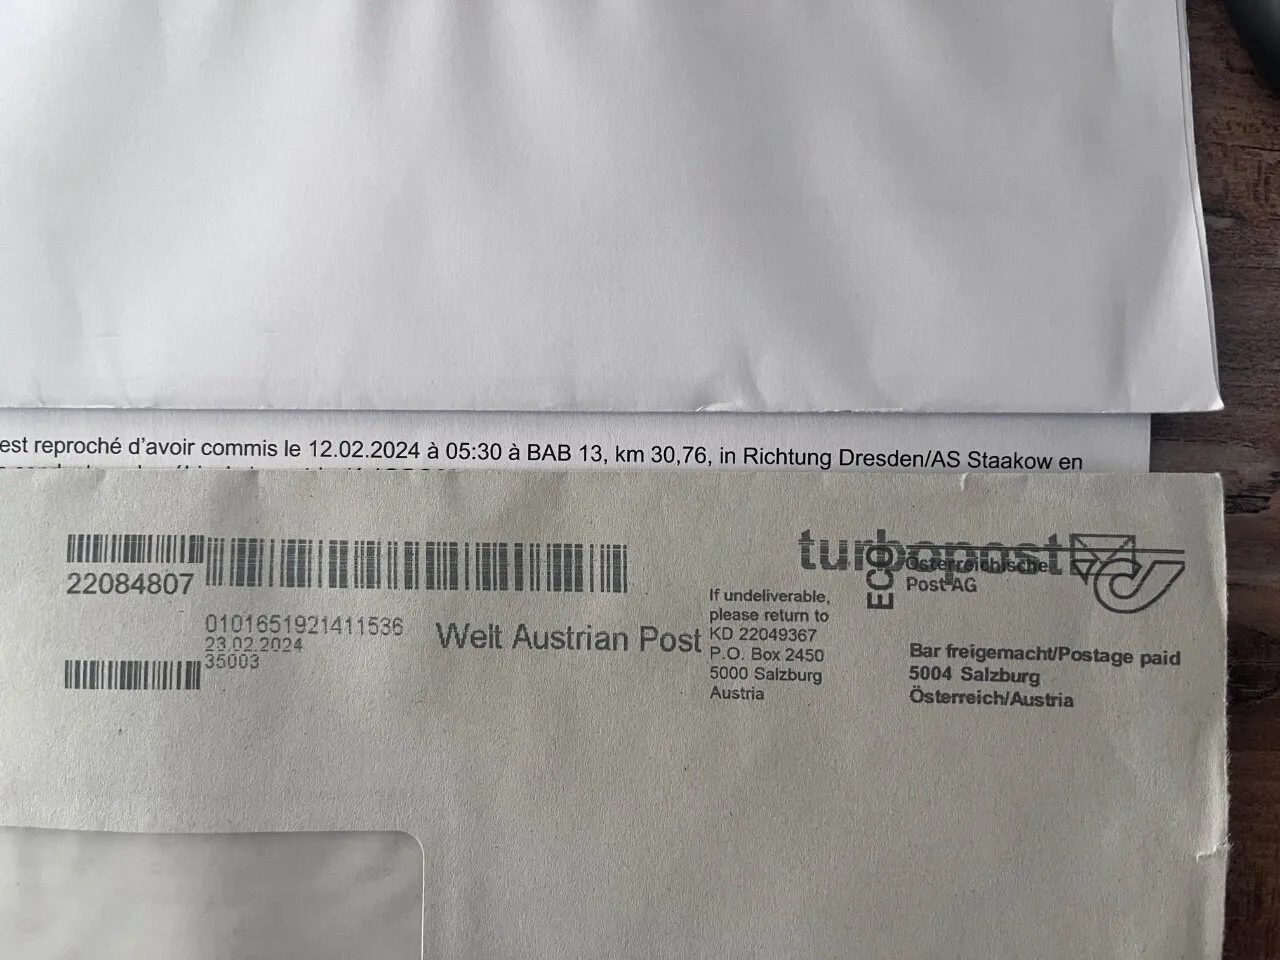 est reproché d'avoir commis le 12.02.2024 à 05:30 à BAB 13, km 30,76, in Richtung Dresden/AS Staakow en
22084807
0101651921411536
23.02.2024
35003
Welt Austrian Post
If undeliverable,
please return to
KD 22049367
P.O. Box 2450
5000 Salzburg
Austria
turbopost
ECO
Österreichische
Post AG
Bar freigemacht/Postage paid
5004 Salzburg
Österreich/Austria